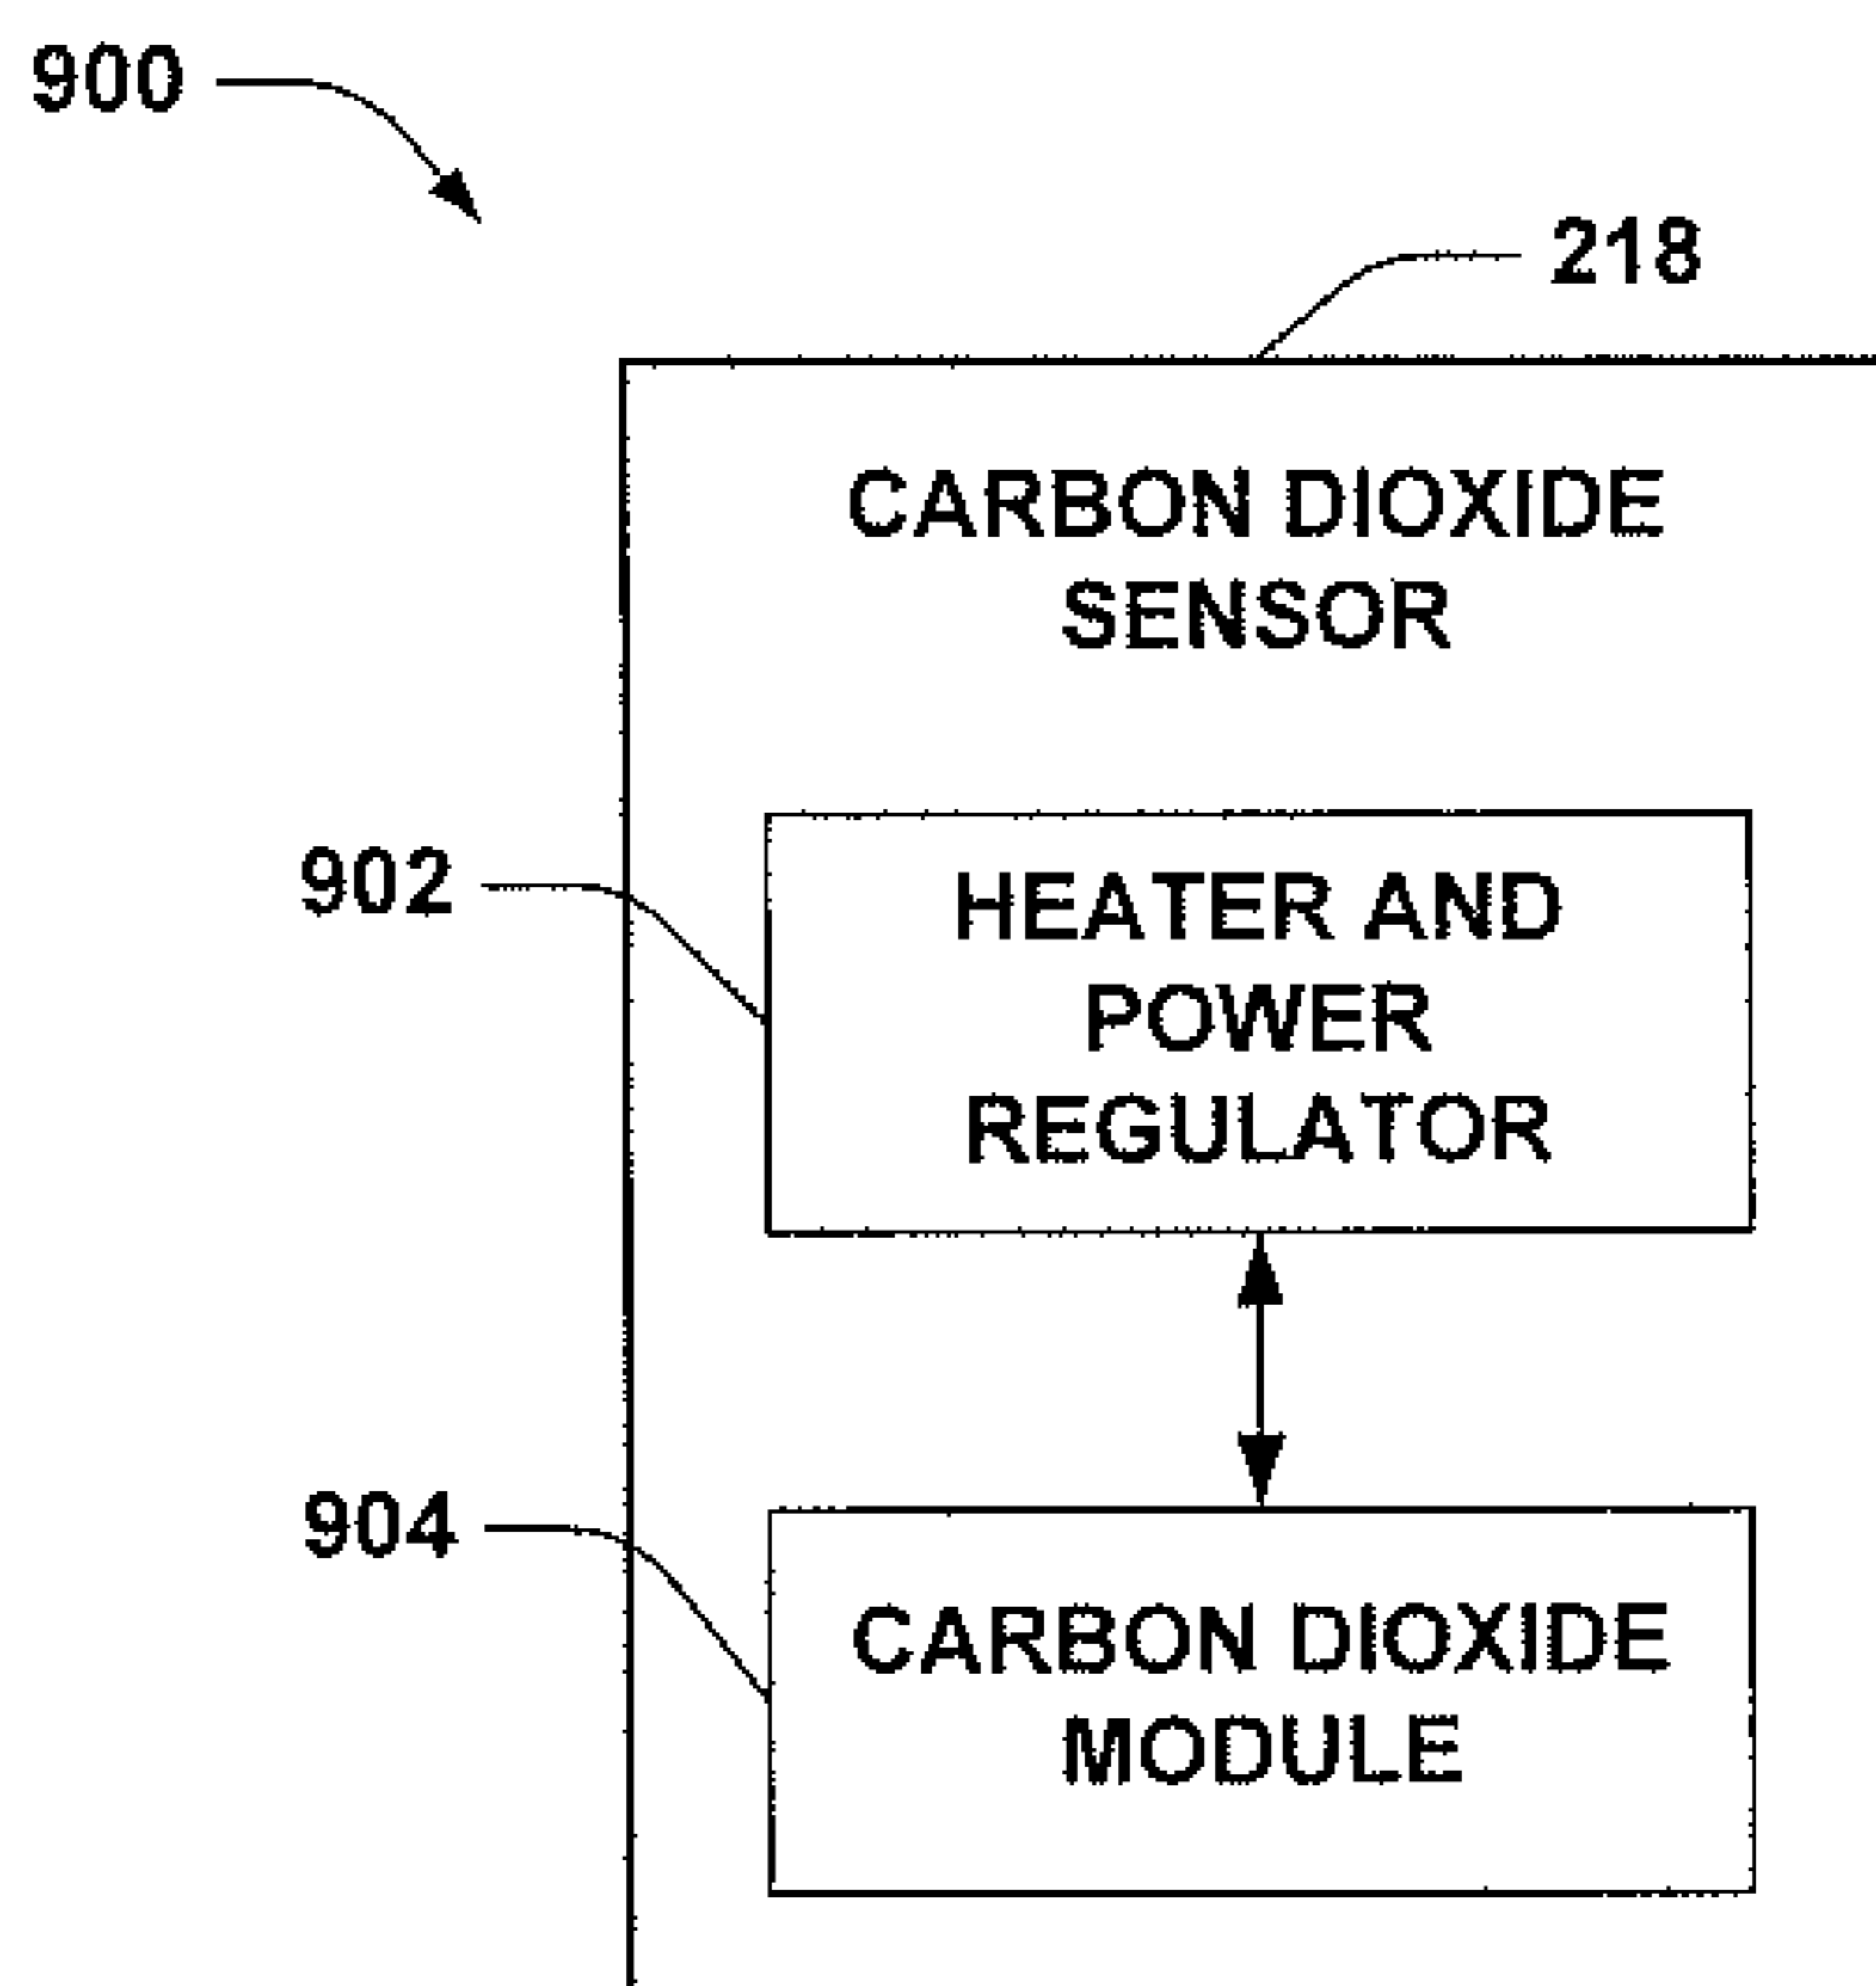 900
218
CARBON DIOXIDE
SENSOR
902
HEATER AND
POWER
REGULATOR
904
CARBON DIOXIDE
MODULE